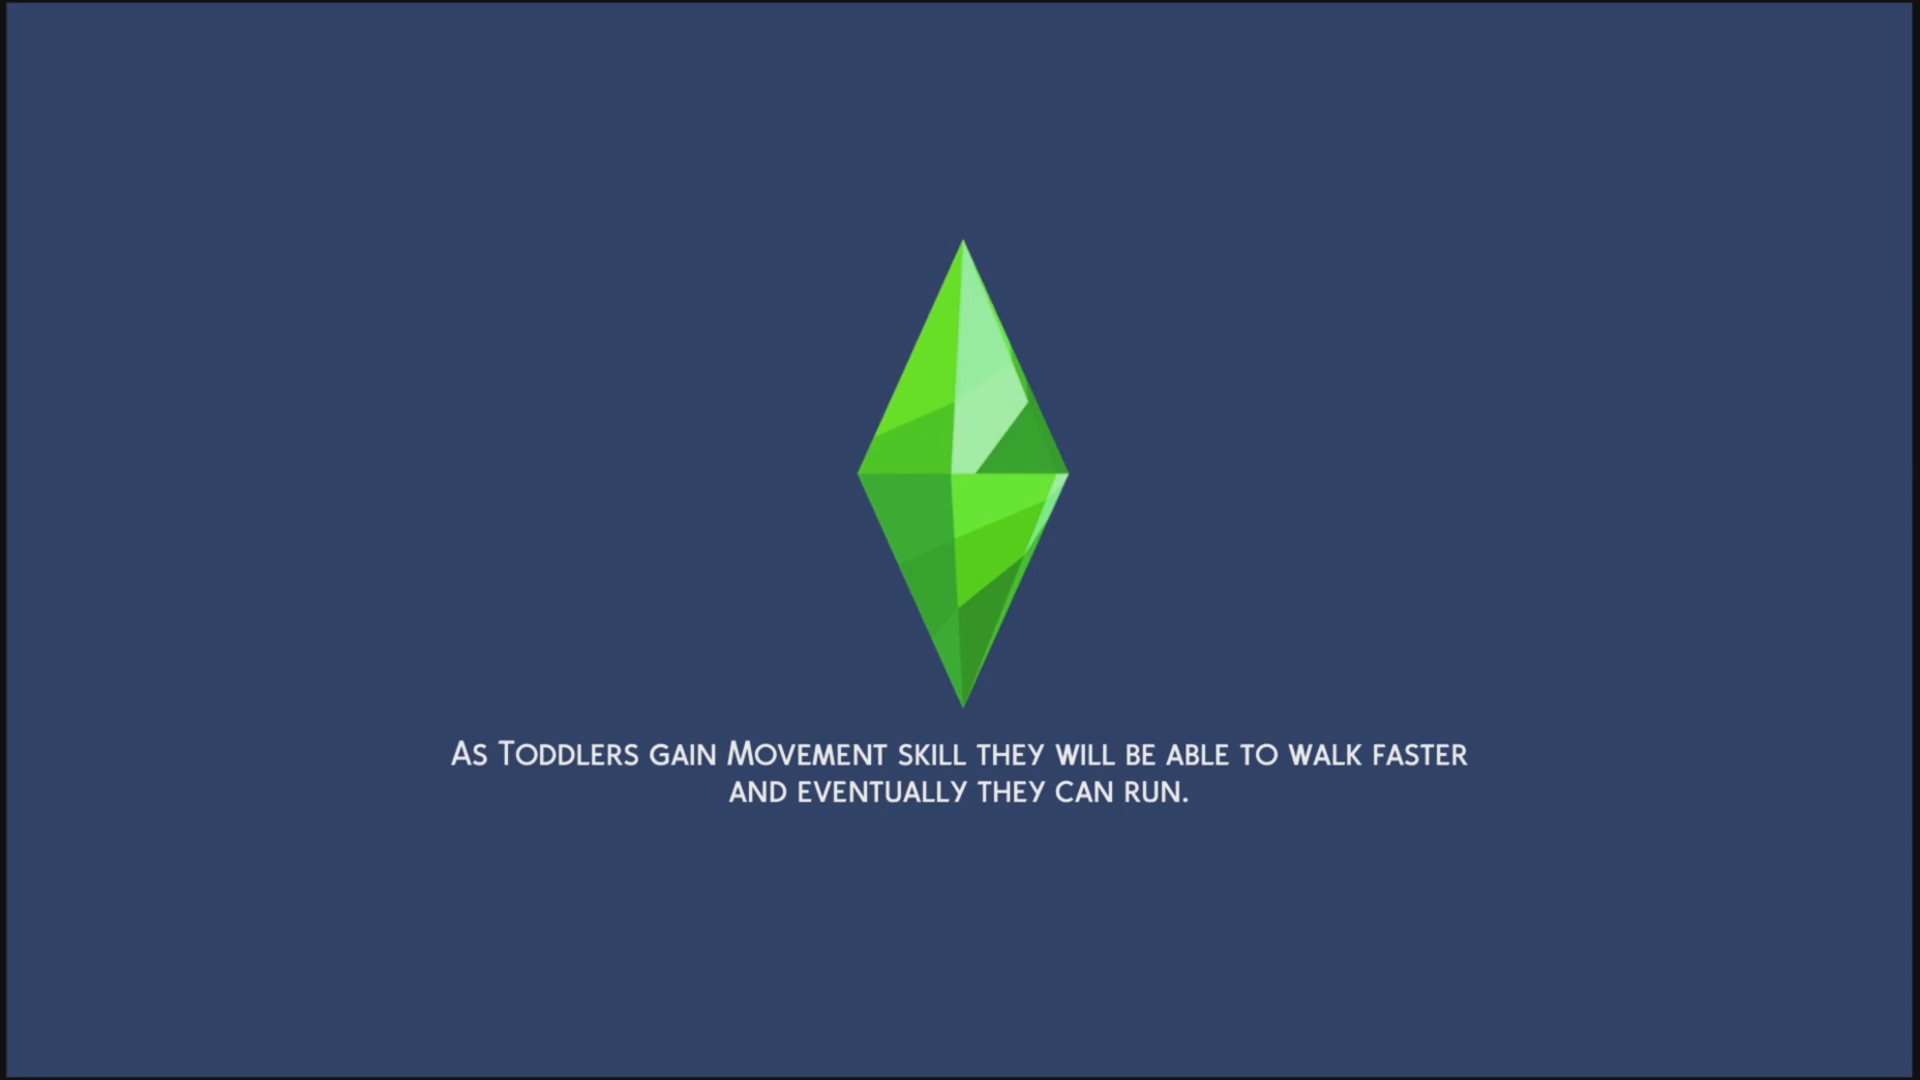 As Toddlers gain Movement skill they will be able to walk faster
and eventually they can run.